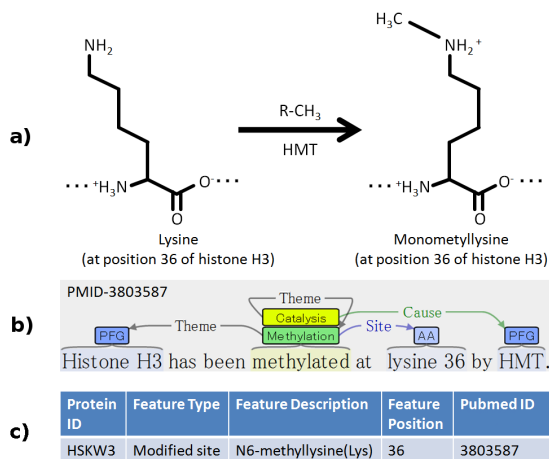 H₃C
NH₂
NH₂⁺
a)
R-CH₃
HMT
··· ⁺H₃N
O⁻ ···
O
··· ⁺H₃N
O⁻ ···
O
Lysine
(at position 36 of histone H3)
Monometyllysine
(at position 36 of histone H3)
b)
PMID-3803587
Theme
Catalysis
Cause
PFG
Theme
Methylation
Site
AA
PFG
Histone H3 has been methylated at lysine 36 by HMT.
c)
Protein ID Feature Type Feature Description Feature Position Pubmed ID
HSKW3 Modified site N6-methyllysine(Lys) 36 3803587